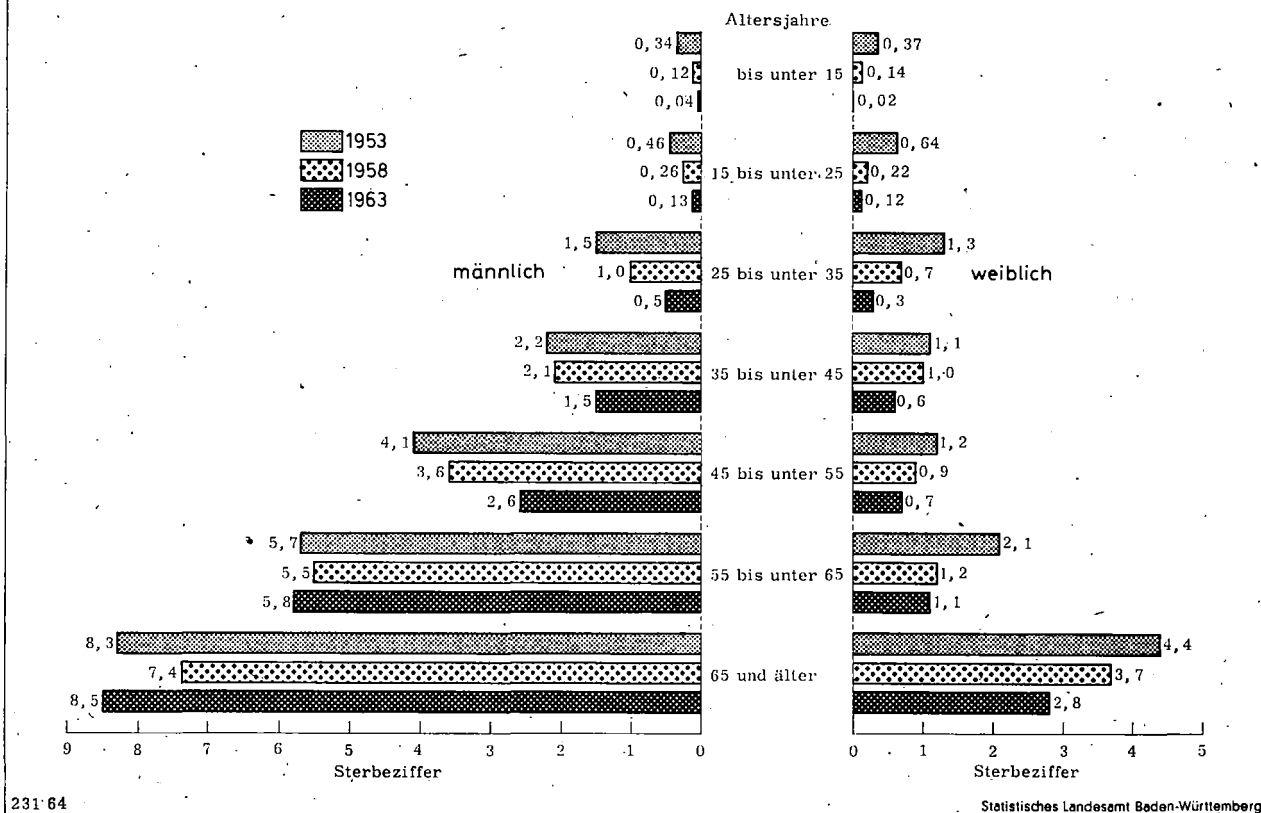 Altersjahre
0,34 0,37
0,12 bis unter 15 0,14
0,04 0,02
1953 0,46 0,64
1958 0,26 15 bis unter 25 0,22
1963 0,13 0,12
1,5 1,3
männlich 1,0 25 bis unter 35 0,7 weiblich
0,5 0,3
2,2 1,1
2,1 35 bis unter 45 1,0
1,5 0,6
4,1 1,2
3,6 45 bis unter 55 0,9
2,6 0,7
5,7 2,1
5,5 55 bis unter 65 1,2
5,8 1,1
8,3 4,4
7,4 65 und älter 3,7
8,5 2,8
9 8 7 6 5 4 3 2 1 0 0 1 2 3 4 5
Sterbeziffer Sterbeziffer
231 64 Statistisches Landesamt Baden-Württemberg